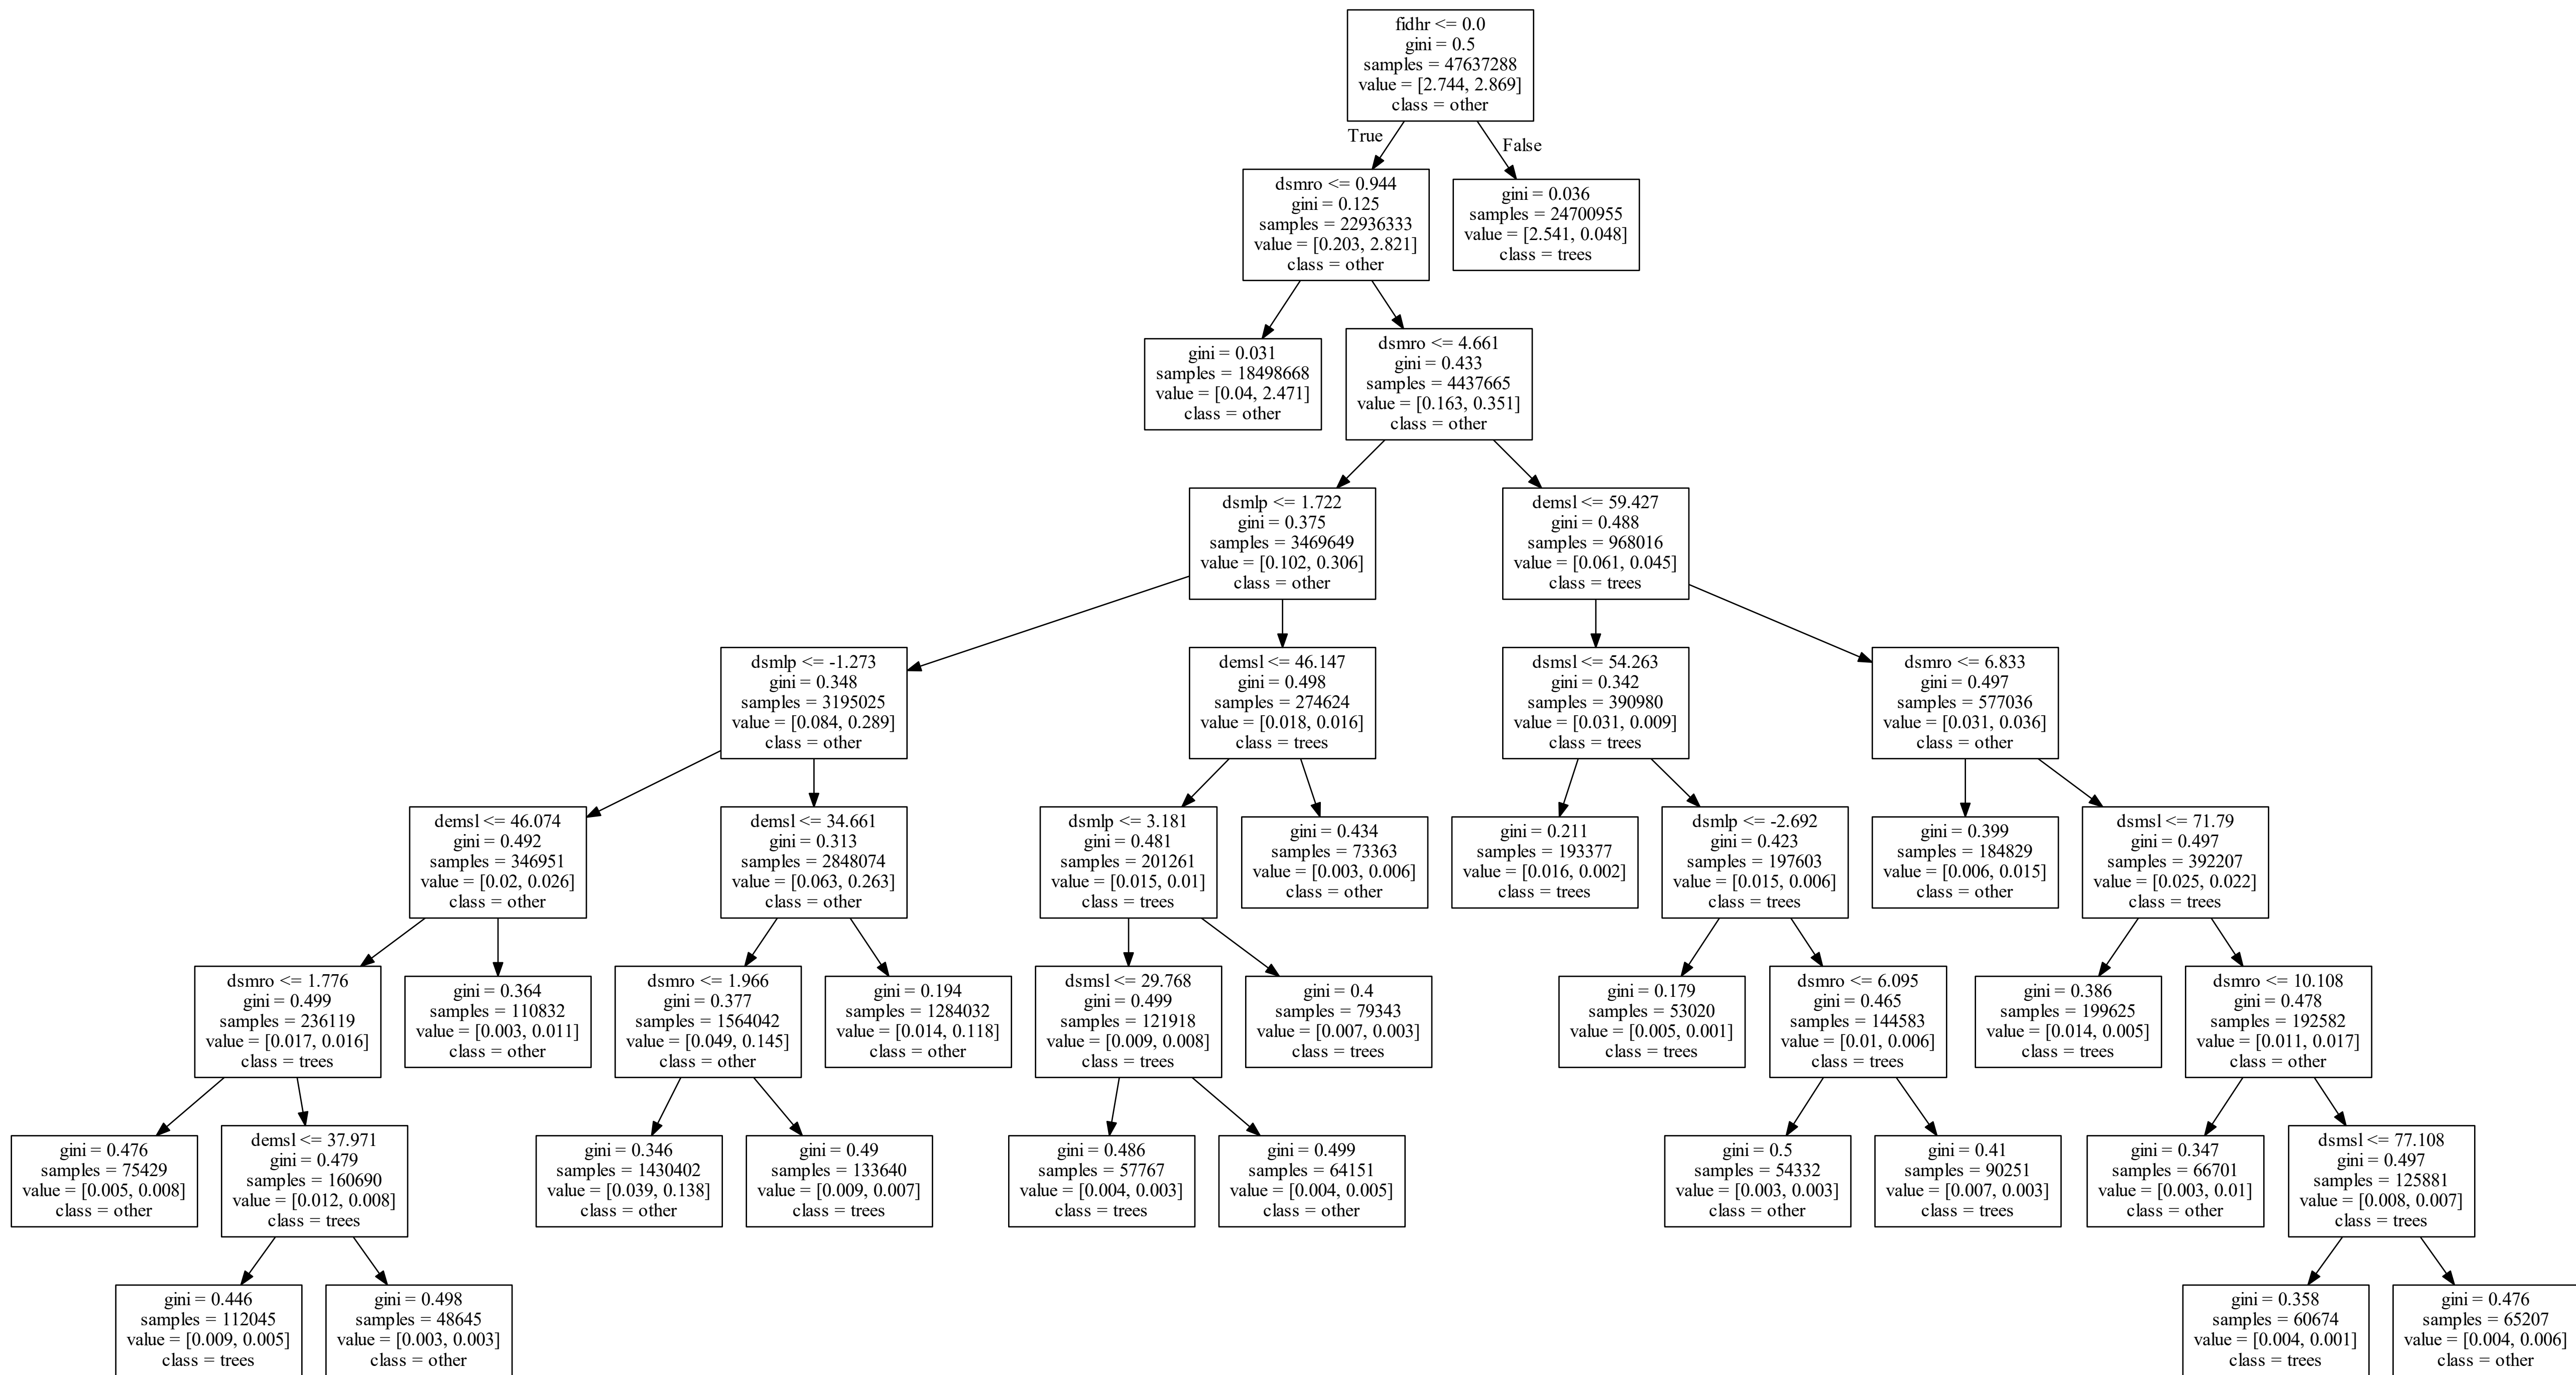 fidhr <= 0.0
gini = 0.5
samples = 47637288
value = [2.744, 2.869]
class = other
True
False
dsmro <= 0.944
gini = 0.125
samples = 22936333
value = [0.203, 2.821]
class = other
gini = 0.036
samples = 24700955
value = [2.541, 0.048]
class = trees
gini = 0.031
samples = 18498668
value = [0.04, 2.471]
class = other
dsmro <= 4.661
gini = 0.433
samples = 4437665
value = [0.163, 0.351]
class = other
dsmlp <= 1.722
gini = 0.375
samples = 3469649
value = [0.102, 0.306]
class = other
demsl <= 59.427
gini = 0.488
samples = 968016
value = [0.061, 0.045]
class = trees
dsmlp <= -1.273
gini = 0.348
samples = 3195025
value = [0.084, 0.289]
class = other
demsl <= 46.147
gini = 0.498
samples = 274624
value = [0.018, 0.016]
class = trees
dsmsl <= 54.263
gini = 0.342
samples = 390980
value = [0.031, 0.009]
class = trees
dsmro <= 6.833
gini = 0.497
samples = 577036
value = [0.031, 0.036]
class = other
demsl <= 46.074
gini = 0.492
samples = 346951
value = [0.02, 0.026]
class = other
demsl <= 34.661
gini = 0.313
samples = 2848074
value = [0.063, 0.263]
class = other
dsmlp <= 3.181
gini = 0.481
samples = 201261
value = [0.015, 0.01]
class = trees
gini = 0.434
samples = 73363
value = [0.003, 0.006]
class = other
gini = 0.211
samples = 193377
value = [0.016, 0.002]
class = trees
dsmlp <= -2.692
gini = 0.423
samples = 197603
value = [0.015, 0.006]
class = trees
gini = 0.399
samples = 184829
value = [0.006, 0.015]
class = other
dsmsl <= 71.79
gini = 0.497
samples = 392207
value = [0.025, 0.022]
class = trees
dsmro <= 1.776
gini = 0.499
samples = 236119
value = [0.017, 0.016]
class = trees
gini = 0.364
samples = 110832
value = [0.003, 0.011]
class = other
dsmro <= 1.966
gini = 0.377
samples = 1564042
value = [0.049, 0.145]
class = other
gini = 0.194
samples = 1284032
value = [0.014, 0.118]
class = other
dsmsl <= 29.768
gini = 0.499
samples = 121918
value = [0.009, 0.008]
class = trees
gini = 0.4
samples = 79343
value = [0.007, 0.003]
class = trees
gini = 0.179
samples = 53020
value = [0.005, 0.001]
class = trees
dsmro <= 6.095
gini = 0.465
samples = 144583
value = [0.01, 0.006]
class = trees
gini = 0.386
samples = 199625
value = [0.014, 0.005]
class = trees
dsmro <= 10.108
gini = 0.478
samples = 192582
value = [0.011, 0.017]
class = other
gini = 0.476
samples = 75429
value = [0.005, 0.008]
class = other
demsl <= 37.971
gini = 0.479
samples = 160690
value = [0.012, 0.008]
class = trees
gini = 0.346
samples = 1430402
value = [0.039, 0.138]
class = other
gini = 0.49
samples = 133640
value = [0.009, 0.007]
class = trees
gini = 0.486
samples = 57767
value = [0.004, 0.003]
class = trees
gini = 0.499
samples = 64151
value = [0.004, 0.005]
class = other
gini = 0.5
samples = 54332
value = [0.003, 0.003]
class = other
gini = 0.41
samples = 90251
value = [0.007, 0.003]
class = trees
gini = 0.347
samples = 66701
value = [0.003, 0.01]
class = other
dsmsl <= 77.108
gini = 0.497
samples = 125881
value = [0.008, 0.007]
class = trees
gini = 0.446
samples = 112045
value = [0.009, 0.005]
class = trees
gini = 0.498
samples = 48645
value = [0.003, 0.003]
class = other
gini = 0.358
samples = 60674
value = [0.004, 0.001]
class = trees
gini = 0.476
samples = 65207
value = [0.004, 0.006]
class = other